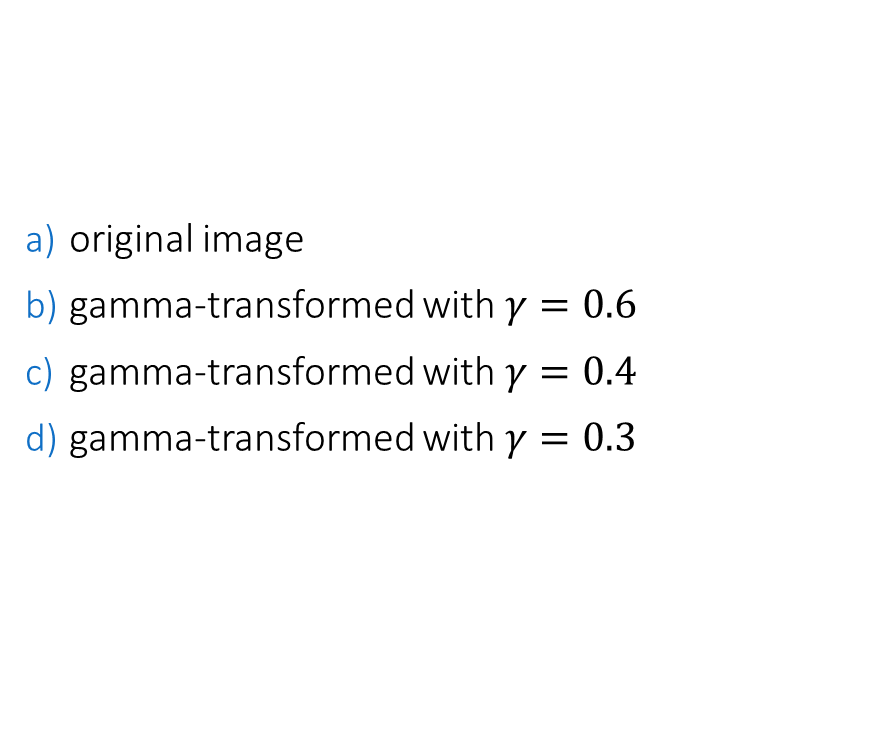 a) original image
b) gamma-transformed with γ = 0.6
c) gamma-transformed with γ = 0.4
d) gamma-transformed with γ = 0.3